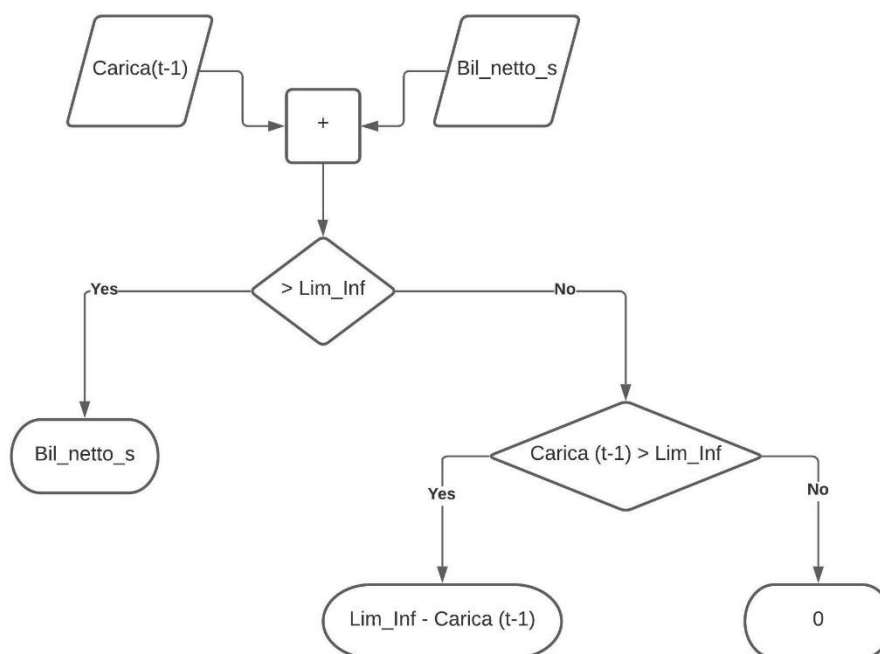 Carica(t-1)
Bil_netto_s
+
> Lim_Inf
Yes
No
Bil_netto_s
Carica (t-1) > Lim_Inf
Yes
No
Lim_Inf - Carica (t-1)
0